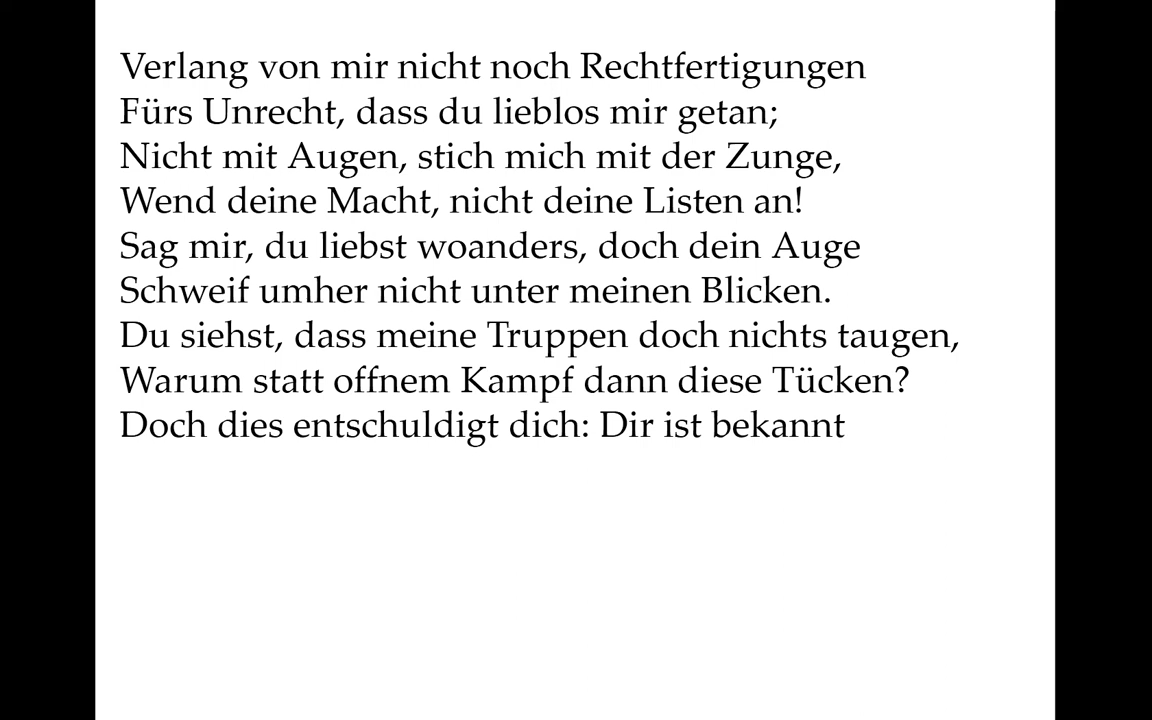 Verlang von mir nicht noch Rechtfertigungen
Fürs Unrecht, dass du lieblos mir getan;
Nicht mit Augen, stich mich mit der Zunge,
Wend deine Macht, nicht deine Listen an!
Sag mir, du liebst woanders, doch dein Auge
Schweif umher nicht unter meinen Blicken.
Du siehst, dass meine Truppen doch nichts taugen,
Warum statt offnem Kampf dann diese Tücken?
Doch dies entschuldigt dich: Dir ist bekannt